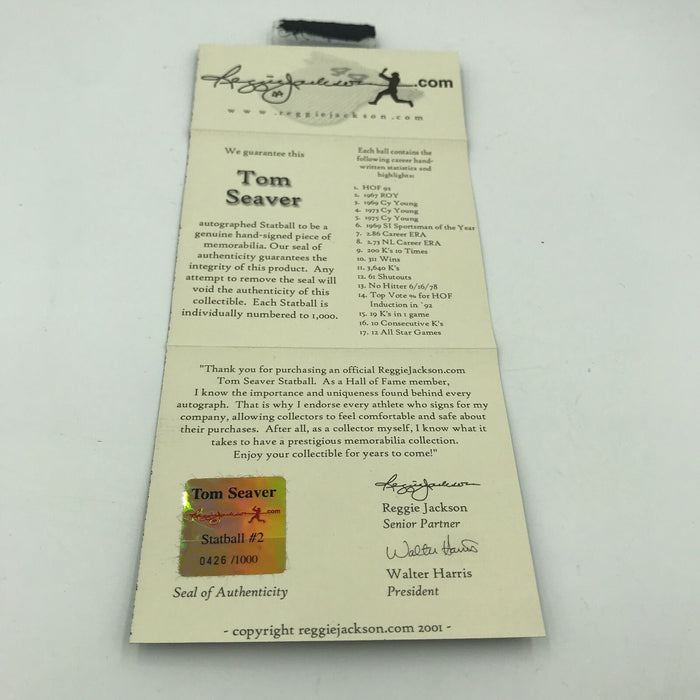 Reggie Jackson.com
www.reggiejackson.com
We guarantee this
Tom
Seaver
autographed Statball to be a
genuine hand-signed piece of
memorabilia. Our seal of
authenticity guarantees the
integrity of this product. Any
attempt to remove the seal will
void the authenticity of this
collectible. Each Statball is
individually numbered to 1,000.
Each ball contains the
following career hand-
written statistics and
highlights:
1. HOF 92
2. 1967 ROY
3. 1969 Cy Young
4. 1973 Cy Young
5. 1975 Cy Young
6. 1969 SI Sportsman of the Year
7. 2.86 Career ERA
8. 2.73 NL Career ERA
9. 200 K's 10 Times
10. 311 Wins
11. 3,640 K's
12. 61 Shutouts
13. No Hitter 6/16/78
14. Top Vote % for HOF
Induction in `92
15. 19 K's in 1 game
16. 10 Consecutive K's
17. 12 All Star Games
"Thank you for purchasing an official ReggieJackson.com
Tom Seaver Statball. As a Hall of Fame member,
I know the importance and uniqueness found behind every
autograph. That is why I endorse every athlete who signs for my
company, allowing collectors to feel comfortable and safe about
their purchases. After all, as a collector myself, I know what it
takes to have a prestigious memorabilia collection.
Enjoy your collectible for years to come!"
Tom Seaver
Reggie Jackson.com
Statball #2
0426 /1000
Seal of Authenticity
Reggie Jackson
Reggie Jackson
Senior Partner
Walter Harris
Walter Harris
President
- copyright reggiejackson.com 2001 -